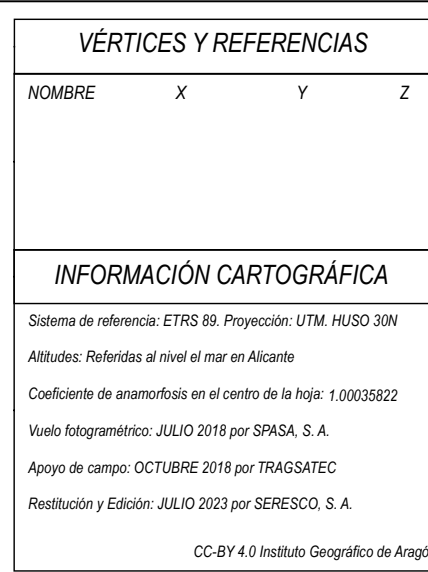 VÉRTICES Y REFERENCIAS
NOMBRE X Y Z
INFORMACIÓN CARTOGRÁFICA
Sistema de referencia: ETRS 89. Proyección: UTM. HUSO 30N
Altitudes: Referidas al nivel el mar en Alicante
Coeficiente de anamorfosis en el centro de la hoja: 1.00035822
Vuelo fotogramétrico: JULIO 2018 por SPASA, S. A.
Apoyo de campo: OCTUBRE 2018 por TRAGSATEC
Restitución y Edición: JULIO 2023 por SERESCO, S. A.
CC-BY 4.0 Instituto Geográfico de Aragó